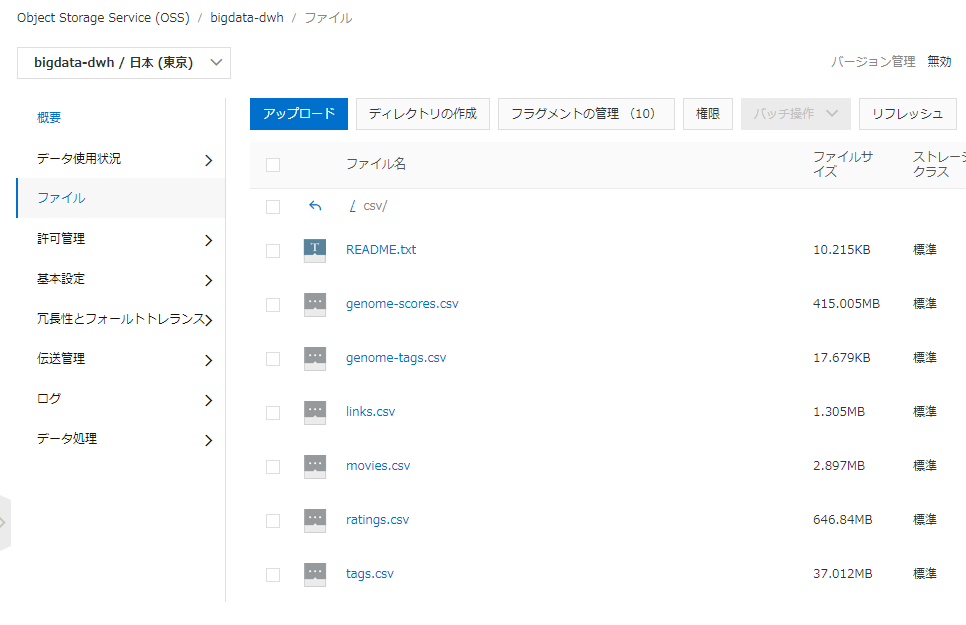 Object Storage Service (OSS) / bigdata-dwh / ファイル
bigdata-dwh / 日本 (東京)
バージョン管理 無効
概要
データ使用状況
ファイル
許可管理
基本設定
冗長性とフォールトトレランス
伝送管理
ログ
データ処理
アップロード ディレクトリの作成 フラグメントの管理 (10) 権限 バッチ操作 リフレッシュ
ファイル名 ファイルサイズ ストレージクラス
/ csv/
README.txt 10.215KB 標準
genome-scores.csv 415.005MB 標準
genome-tags.csv 17.679KB 標準
links.csv 1.305MB 標準
movies.csv 2.897MB 標準
ratings.csv 646.84MB 標準
tags.csv 37.012MB 標準